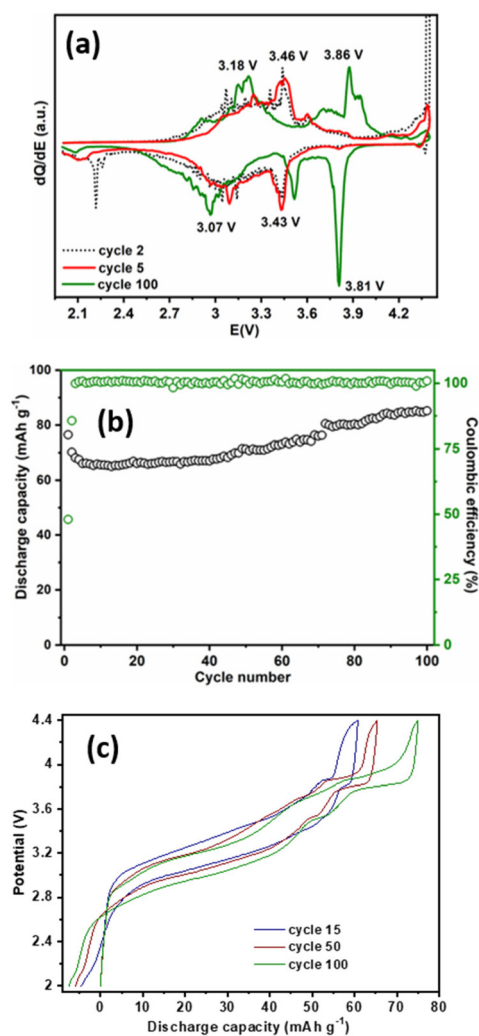 (a)
3.18 V
3.46 V
3.86 V
dQ/dE (a.u.)
3.07 V
3.43 V
3.81 V
cycle 2
cycle 5
cycle 100
2.1 2.4 2.7 3 3.3 3.6 3.9 4.2
E(V)
(b)
Discharge capacity (mAh g⁻¹)
100
80
60
40
20
0
Coulombic efficiency (%)
100
75
50
25
0
0 20 40 60 80 100
Cycle number
(c)
Potential (V)
4.4
4.0
3.6
3.2
2.8
2.4
2
cycle 15
cycle 50
cycle 100
0 10 20 30 40 50 60 70 80
Discharge capacity (mAh g⁻¹)